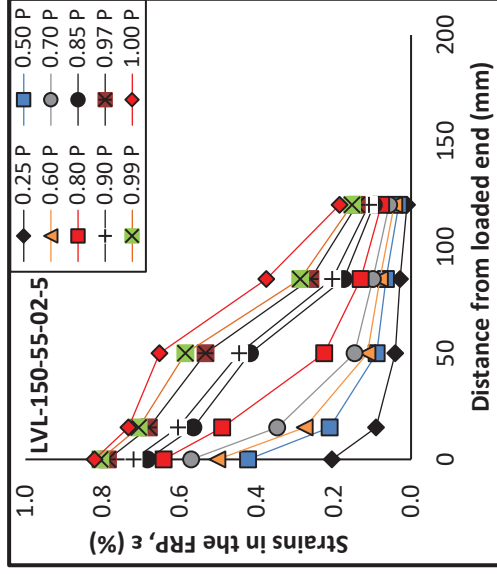 LVL-150-55-02-5
0.25 P
0.50 P
0.60 P
0.70 P
0.80 P
0.85 P
0.90 P
0.97 P
0.99 P
1.00 P
Strains in the FRP, ε (%)
1.0
0.8
0.6
0.4
0.2
0.0
0
50
100
150
200
Distance from loaded end (mm)